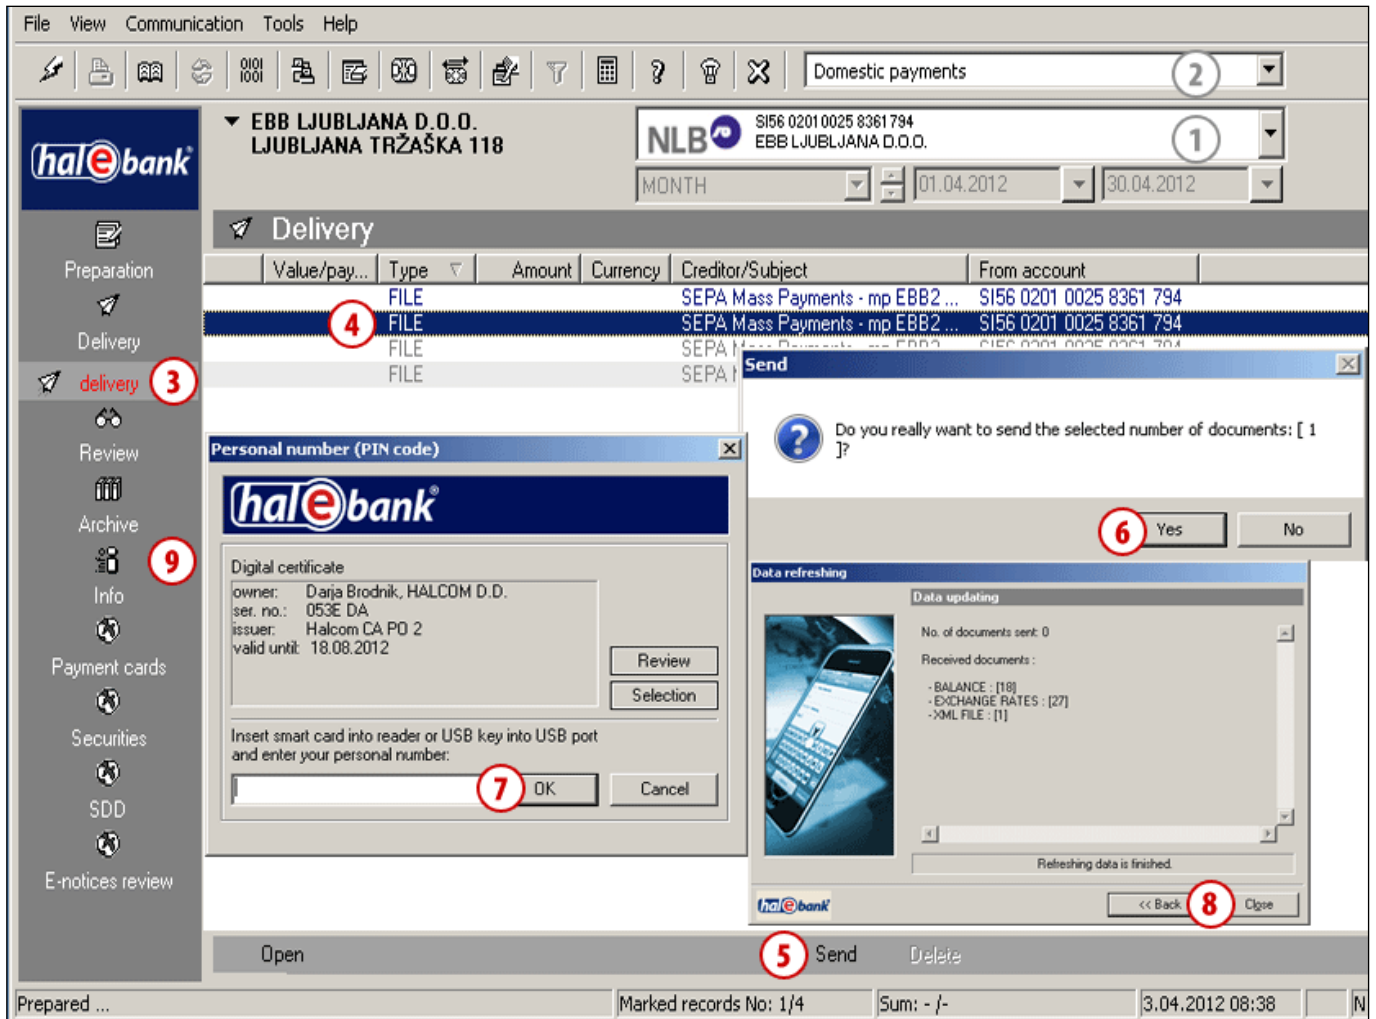 File View Communication Tools Help
Domestic payments 2
hal e bank
EBB LJUBLJANA D.O.O.
LJUBLJANA TRŽAŠKA 118
NLB
SI56 0201 0025 8361 794
EBB LJUBLJANA D.O.O.
1
MONTH 01.04.2012 30.04.2012
Delivery
Value/pay... Type Amount Currency Creditor/Subject From account
FILE SEPA Mass Payments - mp EBB2 ... SI56 0201 0025 8361 794
4 FILE SEPA Mass Payments - mp EBB2 ... SI56 0201 0025 8361 794
FILE SEPA
FILE SEPA
Preparation
Delivery
delivery 3
Review
Archive
9
Info
Payment cards
Securities
SDD
E-notices review
Send
Do you really want to send the selected number of documents: [ 1
]?
6 Yes No
Personal number (PIN code)
hal e bank®
Digital certificate
owner: Darja Brodnik, HALCOM D.D.
ser. no.: 053E DA
issuer: Halcom CA PO 2
valid until: 18.08.2012
Review
Selection
Insert smart card into reader or USB key into USB port
and enter your personal number:
7 OK Cancel
Data refreshing
Data updating
No. of documents sent: 0
Received documents :
- BALANCE : [18]
- EXCHANGE RATES : [27]
- XML FILE : [1]
Refreshing data is finished.
hal e bank
<< Back 8 Close
Open 5 Send Delete
Prepared ... Marked records No: 1/4 Sum: - /- 3.04.2012 08:38 N